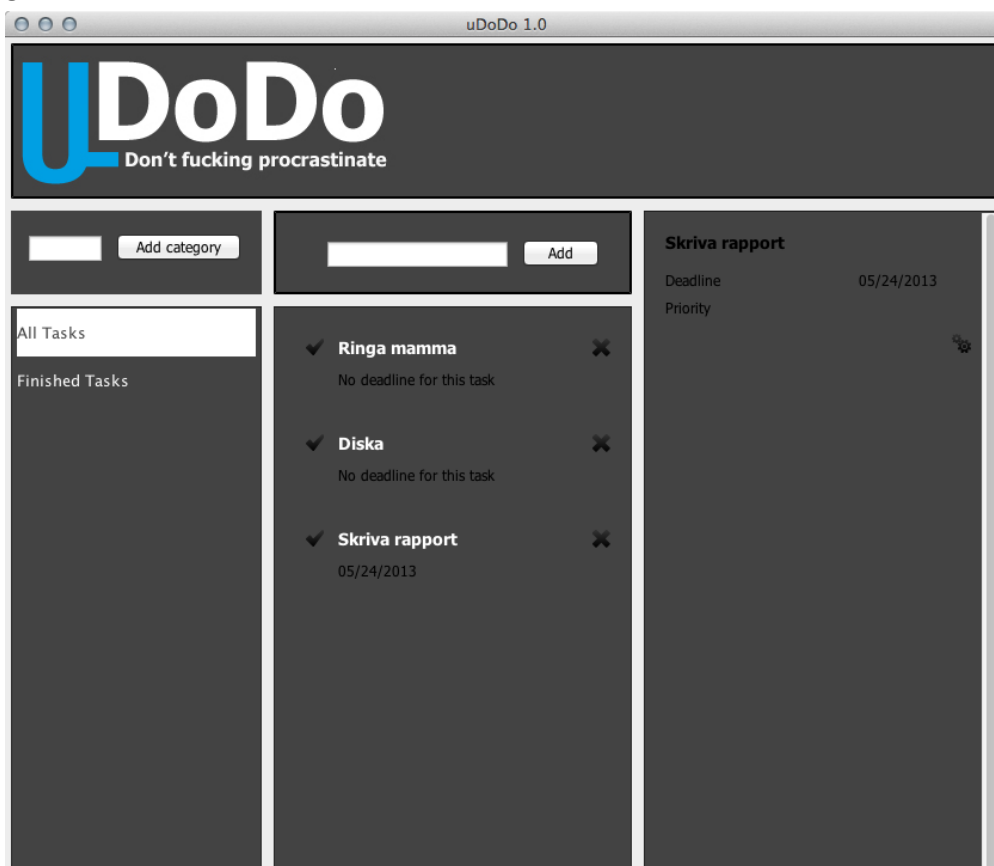 uDoDo 1.0
UDoDo
Don't fucking procrastinate
Add category
All Tasks
Finished Tasks
Add
Ringa mamma
No deadline for this task
Diska
No deadline for this task
Skriva rapport
05/24/2013
Skriva rapport
Deadline 05/24/2013
Priority